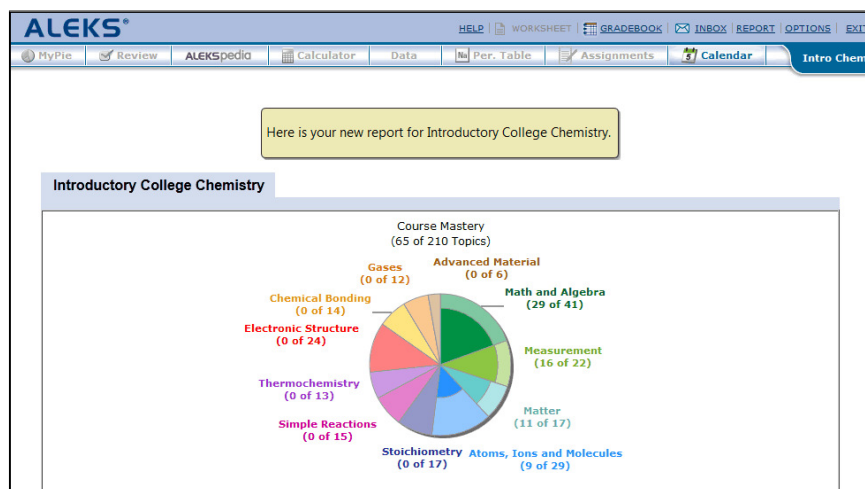 ALEKS®
HELP | WORKSHEET | GRADEBOOK | INBOX | REPORT | OPTIONS | EXIT
MyPie Review ALEKSpedia Calculator Data Na Per. Table Assignments 5 Calendar Intro Chem
Here is your new report for Introductory College Chemistry.
Introductory College Chemistry
Course Mastery
(65 of 210 Topics)
Advanced Material
(0 of 6)
Math and Algebra
(29 of 41)
Measurement
(16 of 22)
Matter
(11 of 17)
Atoms, Ions and Molecules
(9 of 29)
Stoichiometry
(0 of 17)
Simple Reactions
(0 of 15)
Thermochemistry
(0 of 13)
Electronic Structure
(0 of 24)
Chemical Bonding
(0 of 14)
Gases
(0 of 12)